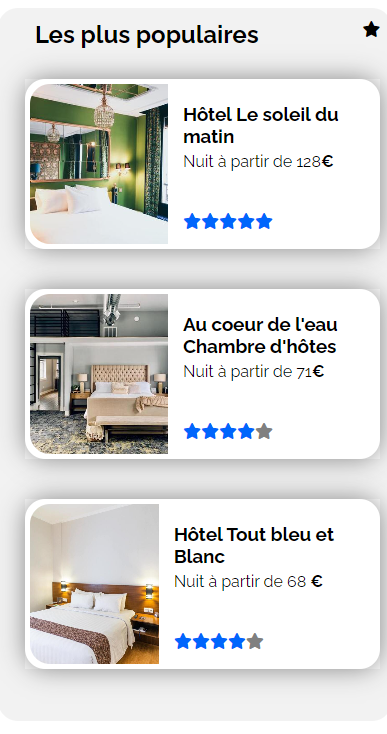 Les plus populaires
Hôtel Le soleil du
matin
Nuit à partir de 128€
Au coeur de l'eau
Chambre d'hôtes
Nuit à partir de 71€
Hôtel Tout bleu et
Blanc
Nuit à partir de 68 €